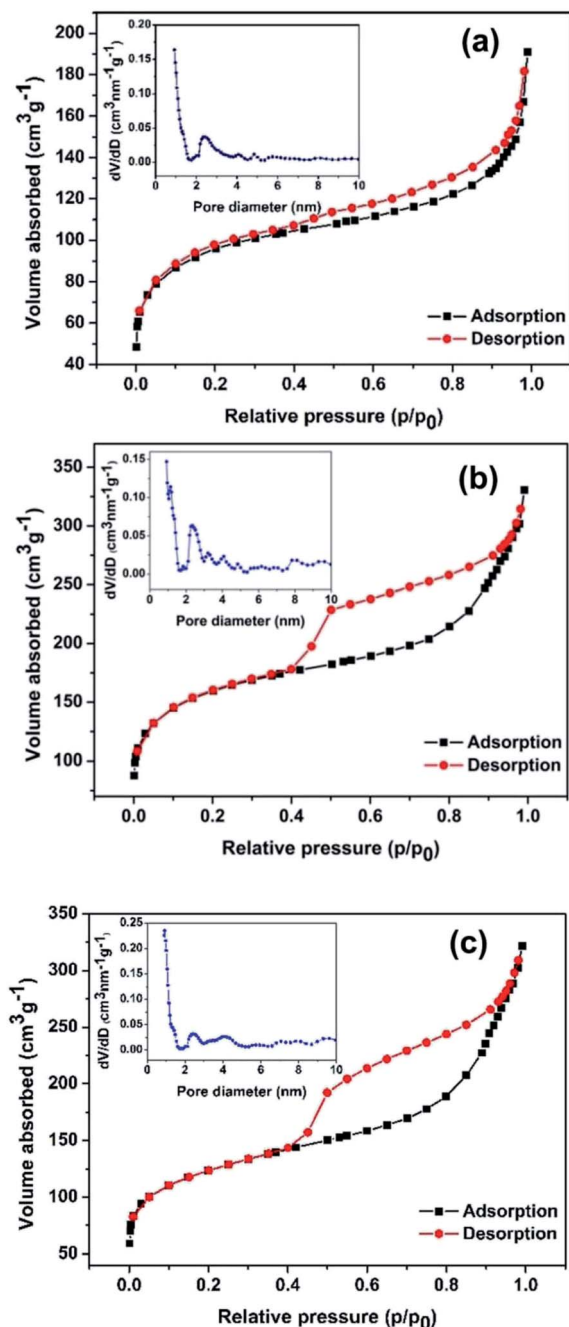 (a)
Volume absorbed (cm³g⁻¹)
200
180
160
140
120
100
80
60
40
0.0 0.2 0.4 0.6 0.8 1.0
Relative pressure (p/p₀)
dV/dD (cm³nm⁻¹g⁻¹)
0.20
0.15
0.10
0.05
0.00
2 4 6 8 10
Pore diameter (nm)
Adsorption
Desorption
(b)
Volume absorbed (cm³g⁻¹)
350
300
250
200
150
100
0.0 0.2 0.4 0.6 0.8 1.0
Relative pressure (p/p₀)
dV/dD (cm³nm-1g-1)
0.15
0.10
0.05
0.00
0 2 4 6 8 10
Pore diameter (nm)
Adsorption
Desorption
(c)
Volume absorbed (cm³g⁻¹)
350
300
250
200
150
100
50
0.0 0.2 0.4 0.6 0.8 1.0
Relative pressure (p/p₀)
dV/dD (cm³nm-1g-1)
0.25
0.20
0.15
0.10
0.05
0.00
0 2 4 6 8 10
Pore diameter (nm)
Adsorption
Desorption